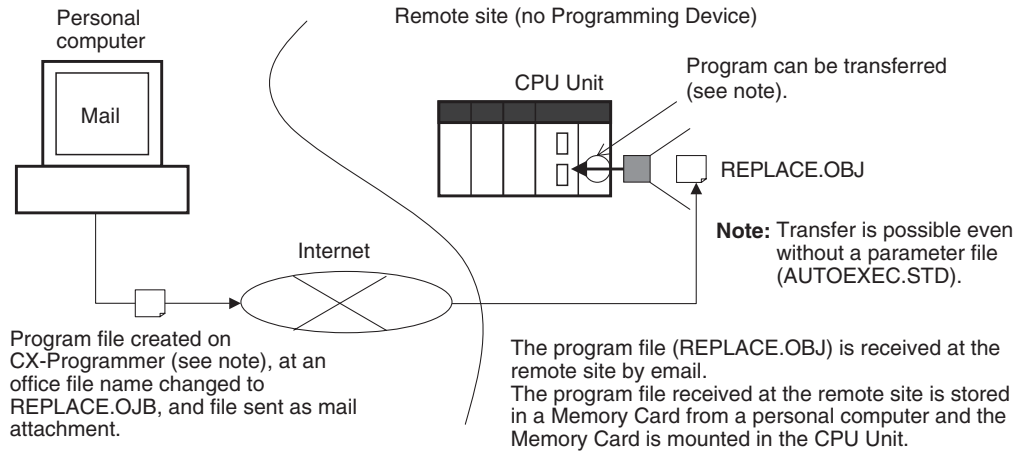 Personal
computer
Mail
Remote site (no Programming Device)
CPU Unit
Program can be transferred
(see note).
REPLACE.OBJ
Note: Transfer is possible even
without a parameter file
(AUTOEXEC.STD).
Internet
Program file created on
CX-Programmer (see note), at an
office file name changed to
REPLACE.OJB, and file sent as mail
attachment.
The program file (REPLACE.OBJ) is received at the
remote site by email.
The program file received at the remote site is stored
in a Memory Card from a personal computer and the
Memory Card is mounted in the CPU Unit.